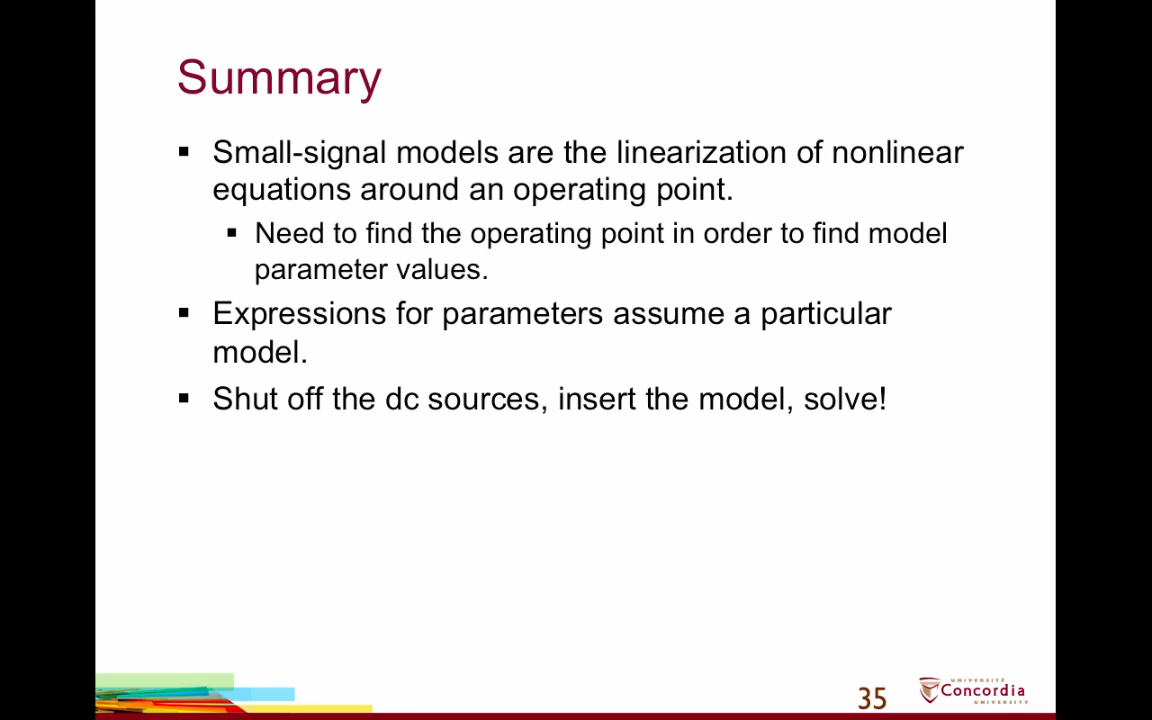 Summary
▪ Small-signal models are the linearization of nonlinear
equations around an operating point.
▪ Need to find the operating point in order to find model
parameter values.
▪ Expressions for parameters assume a particular
model.
▪ Shut off the dc sources, insert the model, solve!
35
UNIVERSITÉ
Concordia
UNIVERSITY